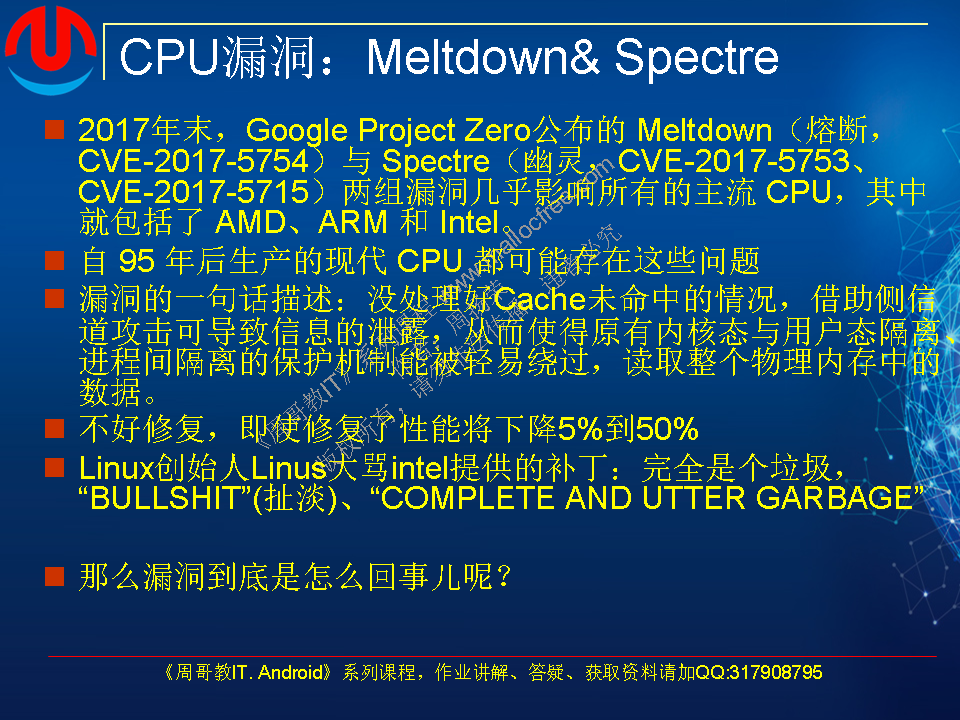 CPU漏洞：Meltdown& Spectre
2017年末，Google Project Zero公布的 Meltdown（熔断，
CVE-2017-5754）与 Spectre（幽灵，CVE-2017-5753、
CVE-2017-5715）两组漏洞几乎影响所有的主流 CPU，其中
就包括了 AMD、ARM 和 Intel。
自 95 年后生产的现代 CPU 都可能存在这些问题
漏洞的一句话描述：没处理好Cache未命中的情况，借助侧信
道攻击可导致信息的泄露，从而使得原有内核态与用户态隔离、
进程间隔离的保护机制能被轻易绕过，读取整个物理内存中的
数据。
不好修复，即使修复了性能将下降5%到50%
Linux创始人Linus大骂intel提供的补丁：完全是个垃圾，
“BULLSHIT”(扯淡)、“COMPLETE AND UTTER GARBAGE”
那么漏洞到底是怎么回事儿呢？
《周哥教IT. Android》系列课程，作业讲解、答疑、获取资料请加QQ:317908795